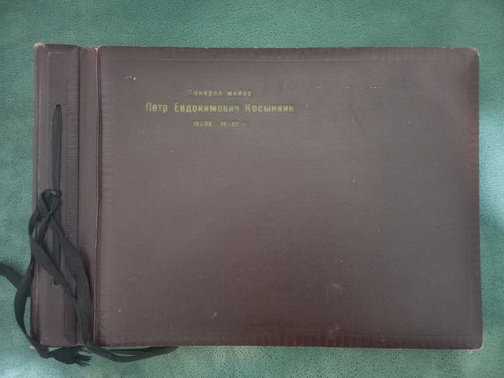 Генерал майор
Петр Евдокимович Косынкин